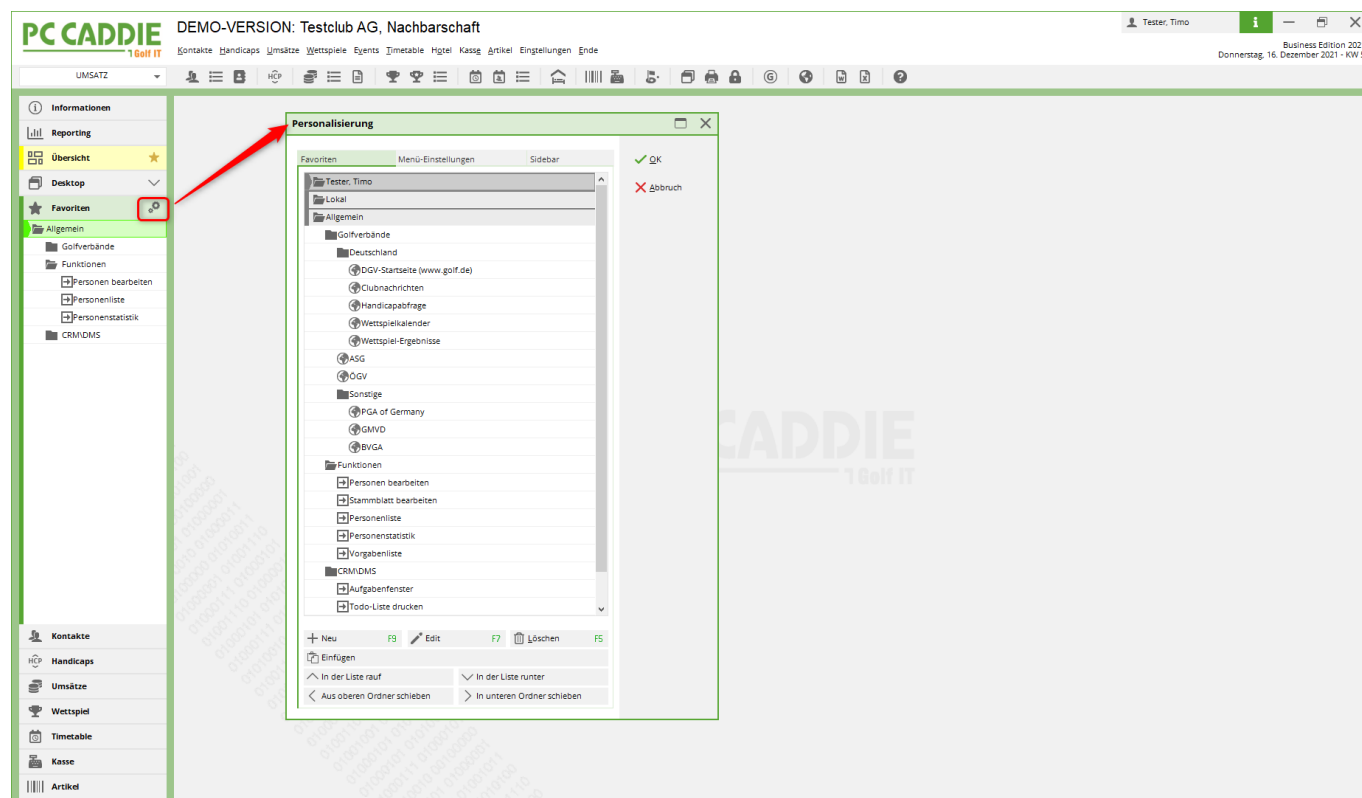 PC CADDIE
Golf IT
DEMO-VERSION: Testclub AG, Nachbarschaft
Tester, Timo
i
Kontakte Handicaps Umsätze Wettspiele Events Timetable Hotel Kasse Artikel Einstellungen Ende
Business Edition 202
Donnerstag, 16. Dezember 2021 - KW 5
UMSATZ
HCP
G
Informationen
Reporting
Übersicht
Desktop
Favoriten
Allgemein
Golfverbände
Funktionen
Personen bearbeiten
Personenliste
Personenstatistik
CRM\DMS
Kontakte
HCP Handicaps
Umsätze
Wettspiel
Timetable
Kasse
Artikel
Personalisierung
Favoriten Menü-Einstellungen Sidebar
OK
Abbruch
Tester, Timo
Lokal
Allgemein
Golfverbände
Deutschland
DGV-Startseite (www.golf.de)
Clubnachrichten
Handicapabfrage
Wettspielkalender
Wettspiel-Ergebnisse
ASG
ÖGV
Sonstige
PGA of Germany
GMVD
BVGA
Funktionen
Personen bearbeiten
Stammblatt bearbeiten
Personenliste
Personenstatistik
Vorgabenliste
CRM\DMS
Aufgabenfenster
Todo-Liste drucken
Neu F9 Edit F7 Löschen F5
Einfügen
In der Liste rauf In der Liste runter
Aus oberen Ordner schieben In unteren Ordner schieben
CADDIE
Golf IT